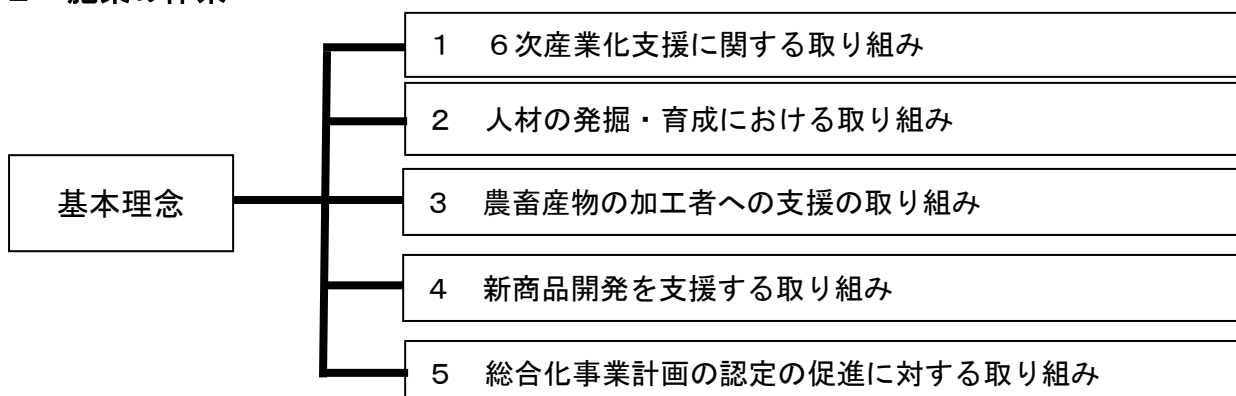 １　６次産業化支援に関する取り組み
２　人材の発掘・育成における取り組み
基本理念
３　農畜産物の加工者への支援の取り組み
４　新商品開発を支援する取り組み
５　総合化事業計画の認定の促進に対する取り組み